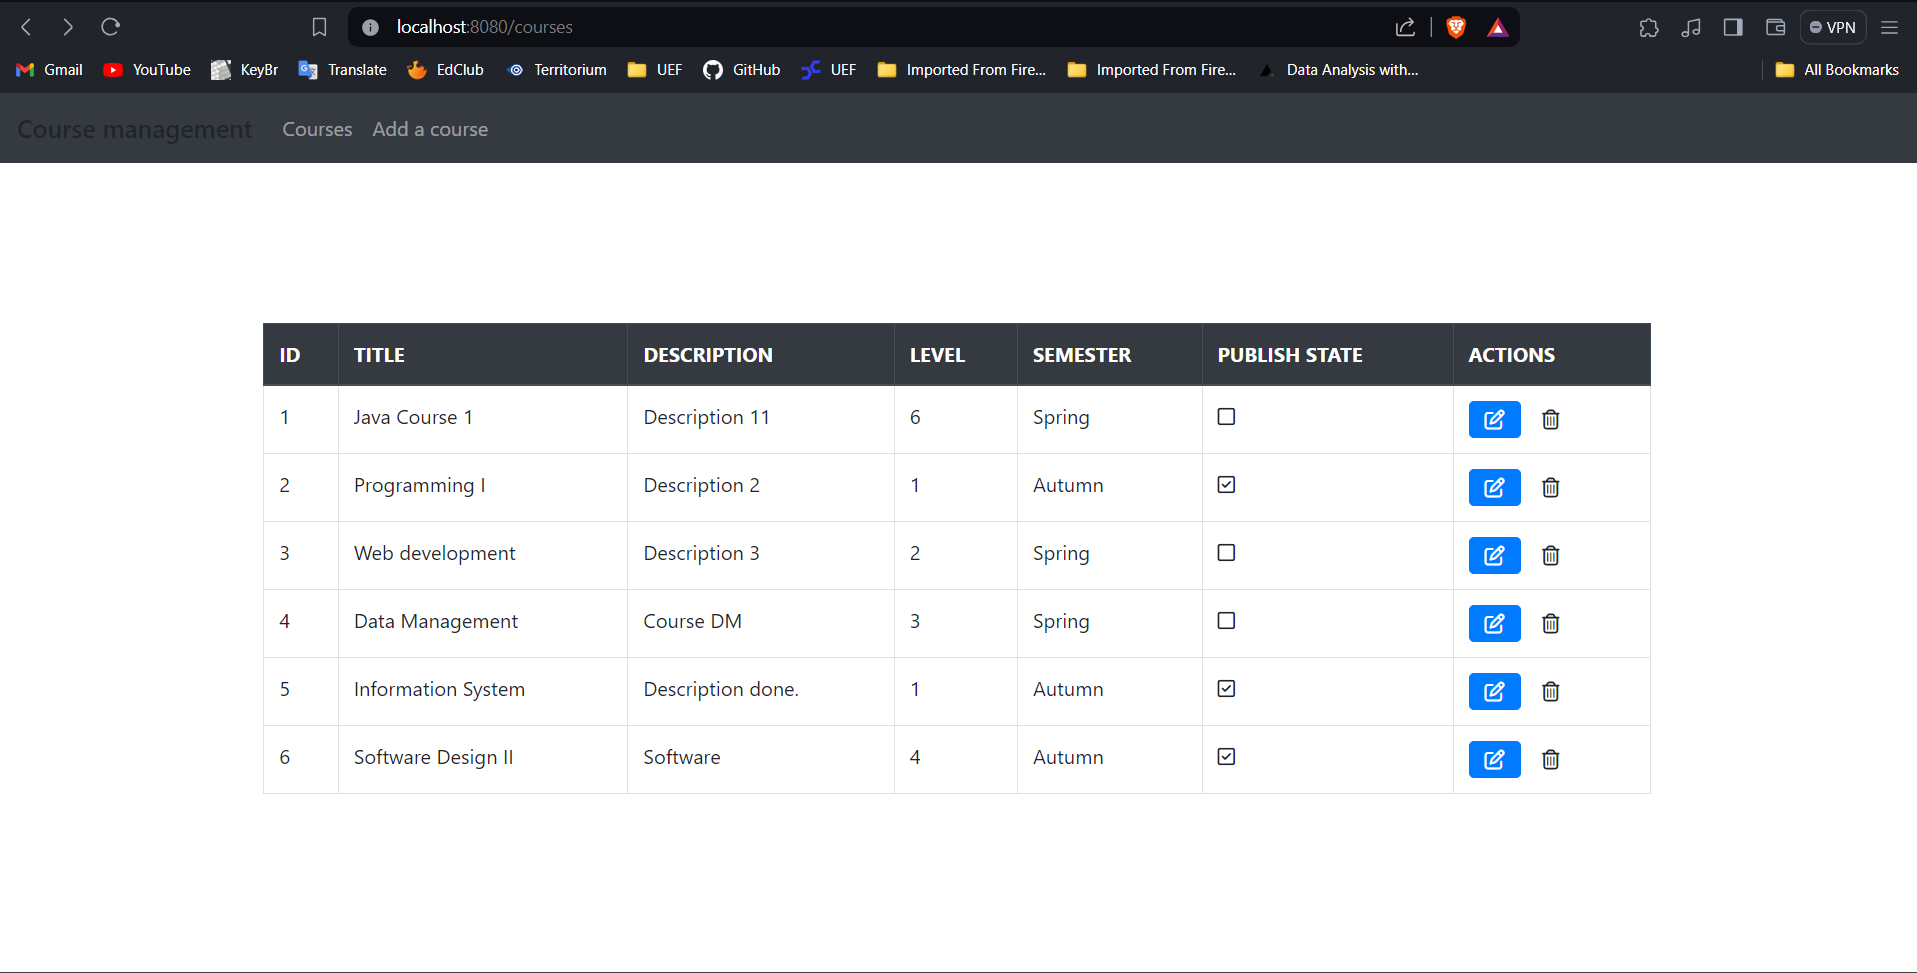 localhost:8080/courses
VPN
Gmail YouTube KeyBr Translate EdClub Territorium UEF GitHub UEF Imported From Fire... Imported From Fire... Data Analysis with... All Bookmarks
Course management Courses Add a course
ID TITLE DESCRIPTION LEVEL SEMESTER PUBLISH STATE ACTIONS
1 Java Course 1 Description 11 6 Spring
2 Programming I Description 2 1 Autumn
3 Web development Description 3 2 Spring
4 Data Management Course DM 3 Spring
5 Information System Description done. 1 Autumn
6 Software Design II Software 4 Autumn